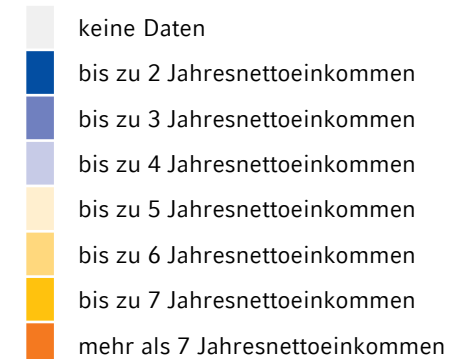 keine Daten
bis zu 2 Jahresnettoeinkommen
bis zu 3 Jahresnettoeinkommen
bis zu 4 Jahresnettoeinkommen
bis zu 5 Jahresnettoeinkommen
bis zu 6 Jahresnettoeinkommen
bis zu 7 Jahresnettoeinkommen
mehr als 7 Jahresnettoeinkommen